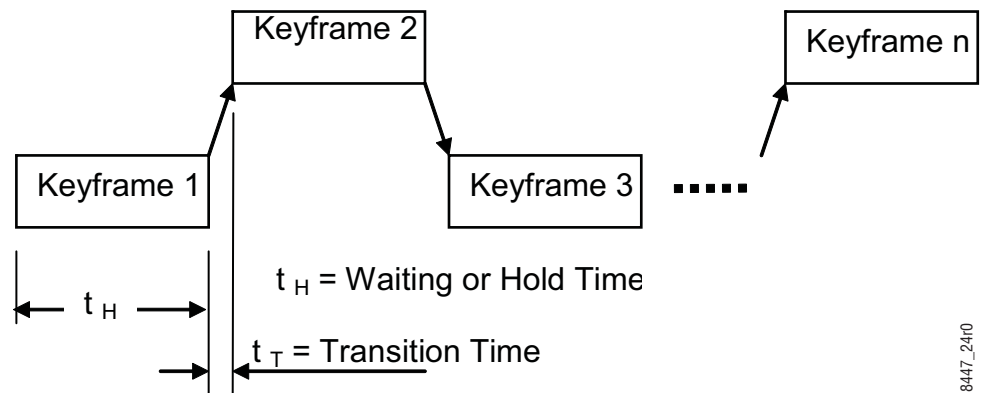 Keyframe 2
Keyframe n
Keyframe 1
Keyframe 3
t H = Waiting or Hold Time
t H
t T = Transition Time
8447_24r0